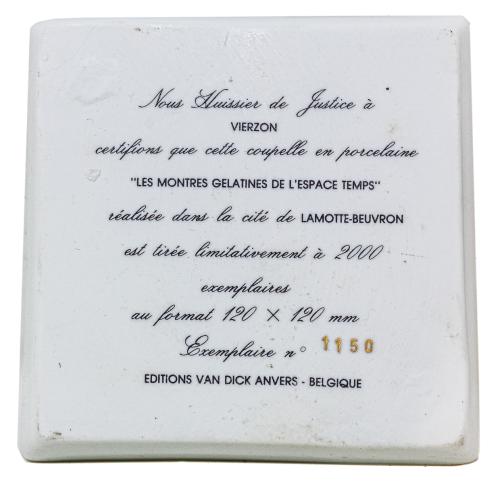 Nous Huissier de Justice à
VIERZON
certifions que cette coupelle en porcelaine
"LES MONTRES GELATINES DE L'ESPACE TEMPS"
réalisée dans la cité de LAMOTTE-BEUVRON
est tirée limitativement à 2000
exemplaires
au format 120 × 120 mm
Exemplaire n° 1150
EDITIONS VAN DICK ANVERS - BELGIQUE